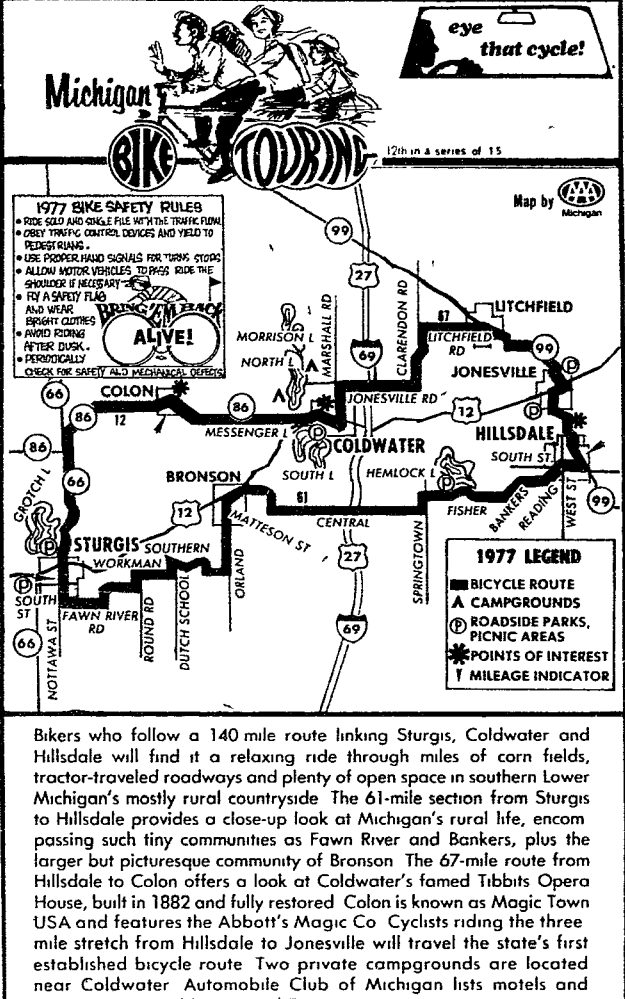 eye
that cycle!
Michigan
BIKE
TOURING
12th in a series of 15
1977 BIKE SAFETY RULES
• RIDE SOLO AND SINGLE FILE WITH THE TRAFFIC FLOW.
• OBEY TRAFFIC CONTROL DEVICES AND YIELD TO
PEDESTRIANS.
• USE PROPER HAND SIGNALS FOR TURNS STOPS
• ALLOW MOTOR VEHICLES TO PASS RIDE THE
SHOULDER IF NECESSARY
• FLY A SAFETY FLAG
AND WEAR
BRIGHT CLOTHES
• AVOID RIDING
AFTER DUSK.
• PERIODICALLY
CHECK FOR SAFETY AND MECHANICAL DEFECTS
BRING 'EM BACK
ALIVE!
Map by AAA
Michigan
99
27
MARSHALL RD
CLARENDON RD
67
LITCHFIELD
LITCHFIELD
RD
99
MORRISON L
NORTH L
69
JONESVILLE
66
COLON
86
12
86
JONESVILLE RD
12
MESSENGER L
COLDWATER
HILLSDALE
86
SOUTH L
HEMLOCK L
SOUTH ST
66
BRONSON
61
GROTCH L
12
MATTESON ST
CENTRAL
FISHER
BANKERS
READING
WEST ST
99
STURGIS
SOUTHERN
WORKMAN
27
SOUTH
ST
FAWN RIVER
RD
ROUND RD
DUTCH SCHOOL
ORLAND
SPRINGTOWN
66
NOTTAWA ST
69
1977 LEGEND
BICYCLE ROUTE
CAMPGROUNDS
P ROADSIDE PARKS,
PICNIC AREAS
POINTS OF INTEREST
MILEAGE INDICATOR
Bikers who follow a 140 mile route linking Sturgis, Coldwater and
Hillsdale will find it a relaxing ride through miles of corn fields,
tractor-traveled roadways and plenty of open space in southern Lower
Michigan's mostly rural countryside The 61-mile section from Sturgis
to Hillsdale provides a close-up look at Michigan's rural life, encom
passing such tiny communities as Fawn River and Bankers, plus the
larger but picturesque community of Bronson The 67-mile route from
Hillsdale to Colon offers a look at Coldwater's famed Tibbits Opera
House, built in 1882 and fully restored Colon is known as Magic Town
USA and features the Abbott's Magic Co Cyclists riding the three
mile stretch from Hillsdale to Jonesville will travel the state's first
established bicycle route Two private campgrounds are located
near Coldwater Automobile Club of Michigan lists motels and